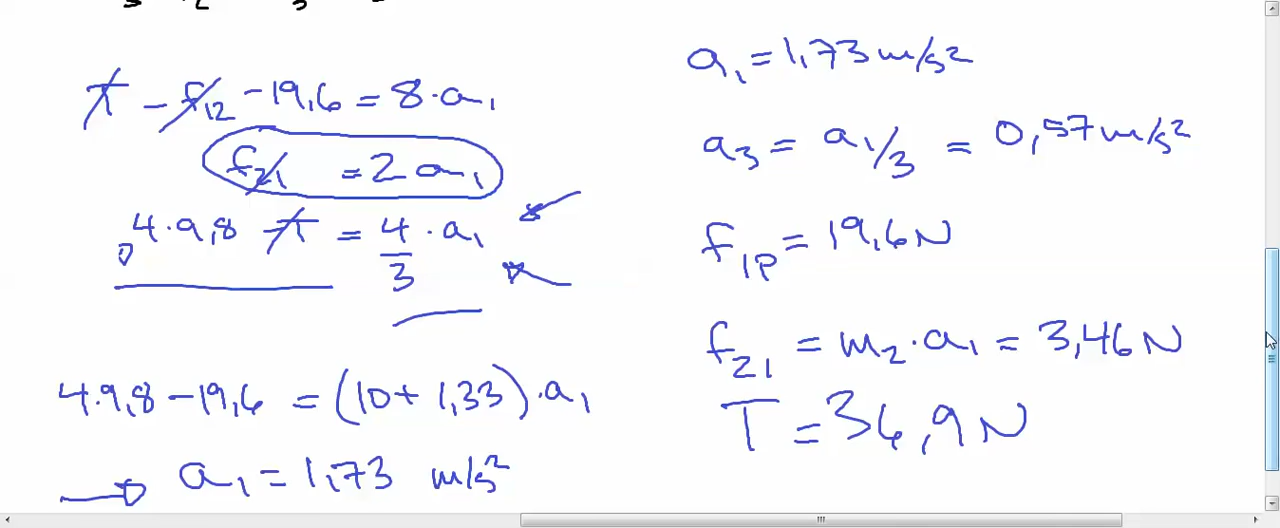 T - f12 - 19,6 = 8·a1
f21 = 2 a1
4·9,8 - T = 4/3 · a1
4·9,8 - 19,6 = (10 + 1,33)·a1
a1 = 1,73 m/s²
a1 = 1,73 m/s²
a3 = a1/3 = 0,57 m/s²
f1p = 19,6 N
f21 = m2·a1 = 3,46 N
T = 36,9 N